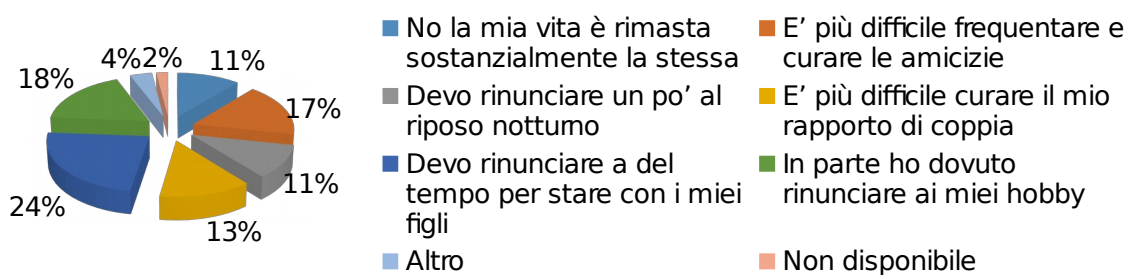 4%
2%
11%
18%
17%
11%
24%
13%
No la mia vita è rimasta
sostanzialmente la stessa
E’ più difficile frequentare e
curare le amicizie
Devo rinunciare un po’ al
riposo notturno
E’ più difficile curare il mio
rapporto di coppia
Devo rinunciare a del
tempo per stare con i miei
figli
In parte ho dovuto
rinunciare ai miei hobby
Altro
Non disponibile